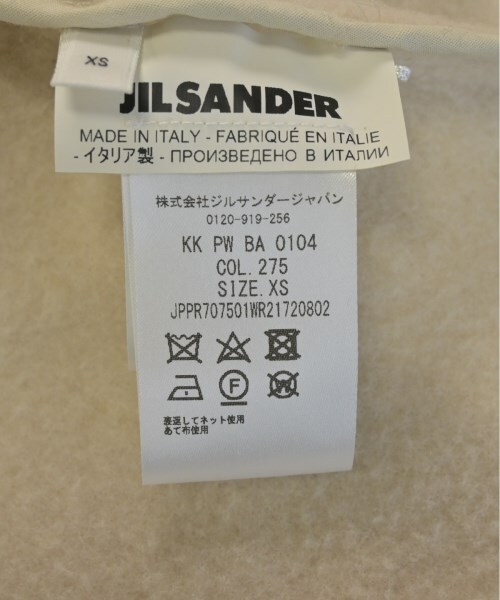 XS
JIL SANDER
MADE IN ITALY - FABRIQUÉ EN ITALIE
- イタリア製 - ПРОИЗВЕДЕНО В ИТАЛИИ
株式会社ジルサンダージャパン
0120-919-256
KK PW BA 0104
COL. 275
SIZE. XS
JPPR707501WR21720802
F
W
裏返してネット使用
あて布使用